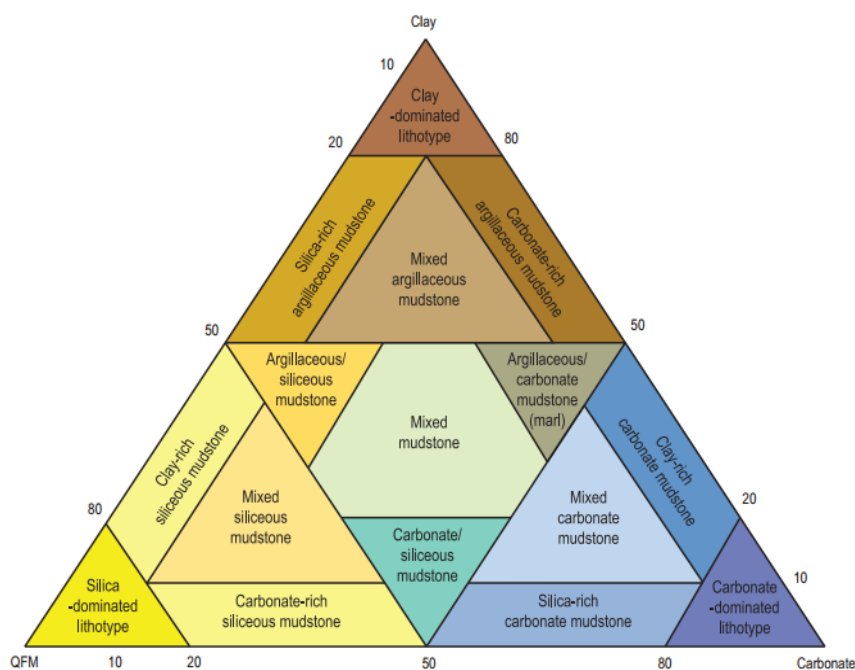 Clay
10
Clay
-dominated
lithotype
20
80
Silica-rich
argillaceous mudstone
Carbonate-rich
argillaceous mudstone
Mixed
argillaceous
mudstone
50
50
Argillaceous/
siliceous
mudstone
Argillaceous/
carbonate
mudstone
(marl)
Mixed
mudstone
Clay-rich
siliceous mudstone
Clay-rich
carbonate mudstone
Mixed
siliceous
mudstone
Mixed
carbonate
mudstone
80
20
Carbonate/
siliceous
mudstone
Silica
-dominated
lithotype
Carbonate-rich
siliceous mudstone
Silica-rich
carbonate mudstone
Carbonate
-dominated
lithotype
10
QFM
10
20
50
80
Carbonate